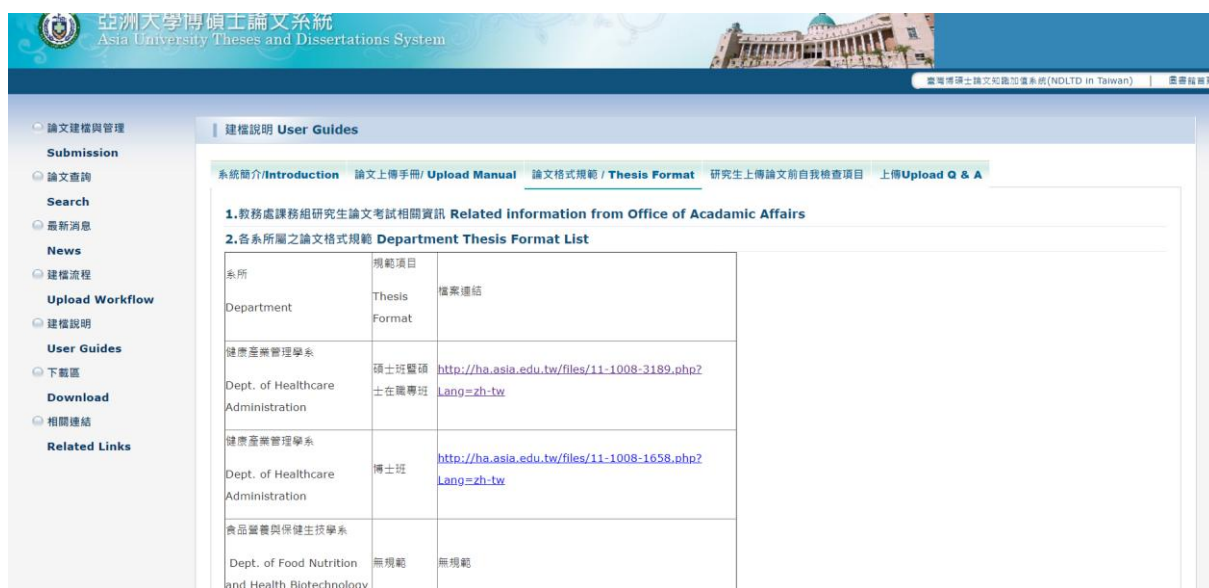 亞洲大學博碩士論文系統
Asia University Theses and Dissertations System
臺灣博碩士論文知識加值系統(NDLTD in Taiwan) | 圖書館
論文建檔與管理
Submission
論文查詢
Search
最新消息
News
建檔流程
Upload Workflow
建檔說明
User Guides
下載區
Download
相關連結
Related Links
建檔說明 User Guides
系統簡介/Introduction 論文上傳手冊/ Upload Manual 論文格式規範 / Thesis Format 研究生上傳論文前自我檢查項目 上傳Upload Q & A
1.教務處課務組研究生論文考試相關資訊 Related information from Office of Acadamic Affairs
2.各系所屬之論文格式規範 Department Thesis Format List
系所
Department
規範項目
Thesis
Format
檔案連結
健康產業管理學系
Dept. of Healthcare
Administration
碩士班暨碩
士在職專班
http://ha.asia.edu.tw/files/11-1008-3189.php?
Lang=zh-tw
健康產業管理學系
Dept. of Healthcare
Administration
博士班
http://ha.asia.edu.tw/files/11-1008-1658.php?
Lang=zh-tw
食品營養與保健生技學系
Dept. of Food Nutrition
and Health Biotechnology
無規範
無規範